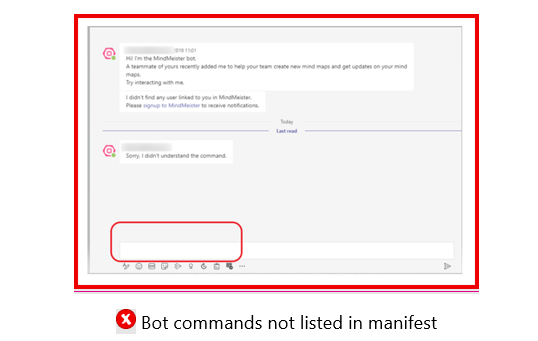 2019 11:01
Hi! I'm the MindMeister bot.
A teammate of yours recently added me to help your team create new mind maps and get updates on your mind
maps.
Try interacting with me.
I didn't find any user linked to you in MindMeister.
Please signup to MindMeister to receive notifications.
Today
Last read
Sorry, I didn't understand the command.
Bot commands not listed in manifest